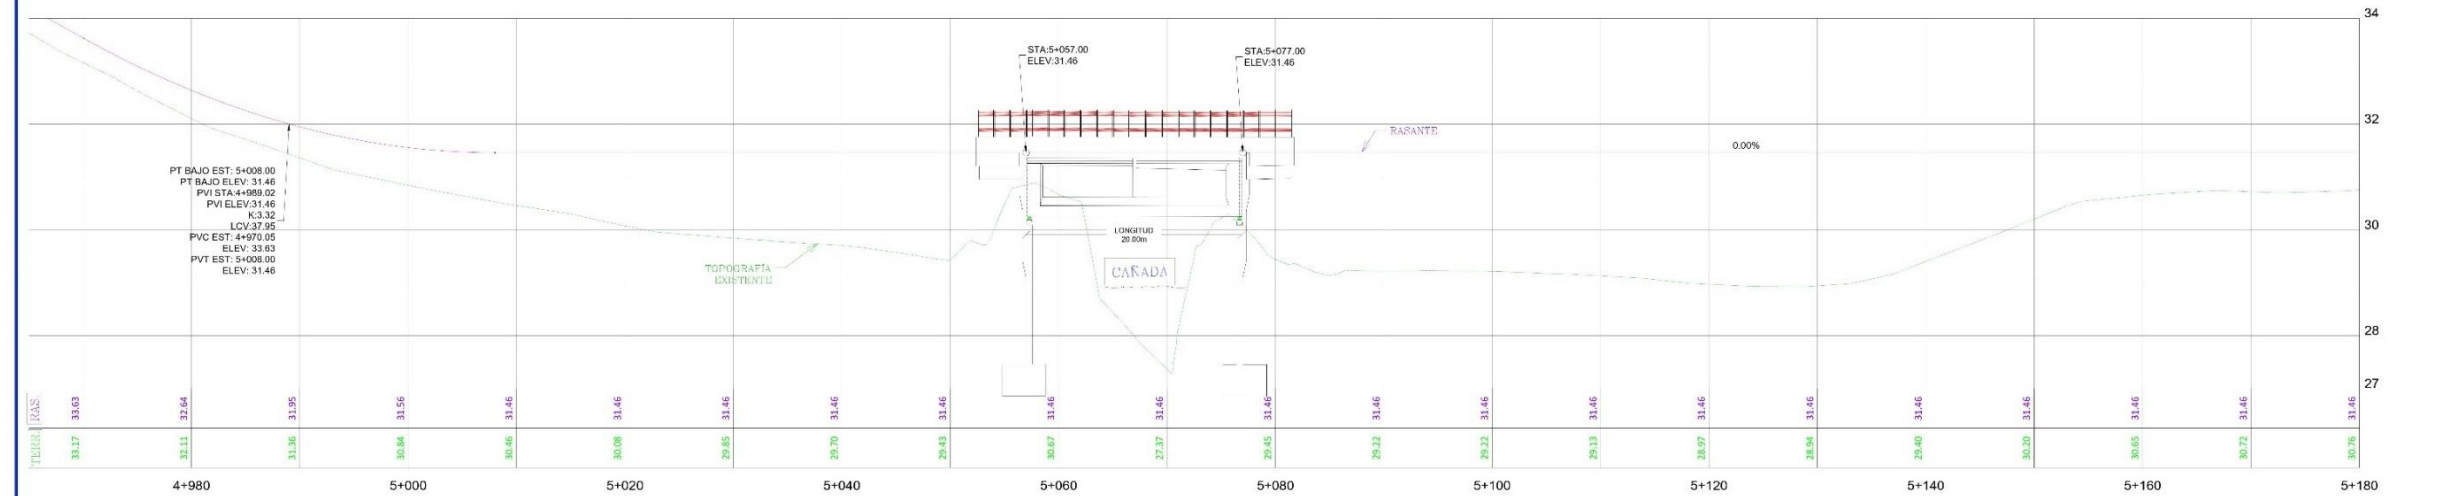 34
STA:5+057.00
ELEV:31.46
STA:5+077.00
ELEV:31.46
32
RASANTE
0.00%
PT BAJO EST: 5+008.00
PT BAJO ELEV: 31.46
PVI STA:4+989.02
PVI ELEV:31.46
K:3.32
LCV:37.95
PVC EST: 4+970.05
ELEV: 33.63
PVT EST: 5+008.00
ELEV: 31.46
30
LONGITUD
20.00m
TOPOGRAFÍA
EXISTENTE
CAÑADA
28
27
RAS 33.63 32.64 31.95 31.56 31.46 31.46 31.46 31.46 31.46 31.46 31.46 31.46 31.46 31.46 31.46 31.46 31.46 31.46 31.46 31.46 31.46 31.46
TERR 33.17 32.11 31.36 30.84 30.46 30.08 29.85 29.70 29.43 30.67 27.37 29.45 29.22 29.22 29.13 28.97 28.94 29.40 30.20 30.65 30.72 30.76
4+980 5+000 5+020 5+040 5+060 5+080 5+100 5+120 5+140 5+160 5+180